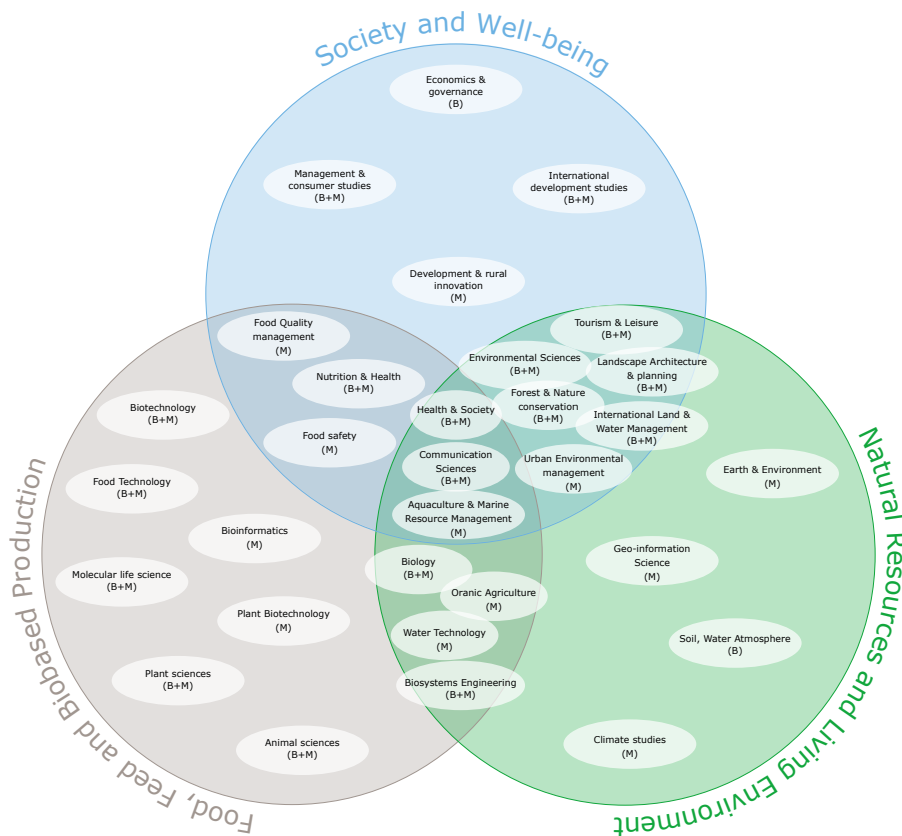 Society and Well-being
Economics &
governance
(B)
Management &
consumer studies
(B+M)
International
development studies
(B+M)
Development & rural
innovation
(M)
Food Quality
management
(M)
Tourism & Leisure
(B+M)
Environmental Sciences
(B+M)
Landscape Architecture
& planning
(B+M)
Nutrition & Health
(B+M)
Forest & Nature
conservation
(B+M)
Health & Society
(B+M)
International Land &
Water Management
(B+M)
Biotechnology
(B+M)
Food safety
(M)
Communication
Sciences
(B+M)
Urban Environmental
management
(M)
Earth & Environment
(M)
Food Technology
(B+M)
Aquaculture & Marine
Resource Management
(M)
Bioinformatics
(M)
Geo-information
Science
(M)
Biology
(B+M)
Molecular life science
(B+M)
Oranic Agriculture
(M)
Plant Biotechnology
(M)
Water Technology
(M)
Soil, Water Atmosphere
(B)
Plant sciences
(B+M)
Biosystems Engineering
(B+M)
Animal sciences
(B+M)
Climate studies
(M)
Food, Feed and Biobased Production
Natural Resources and Living Environment